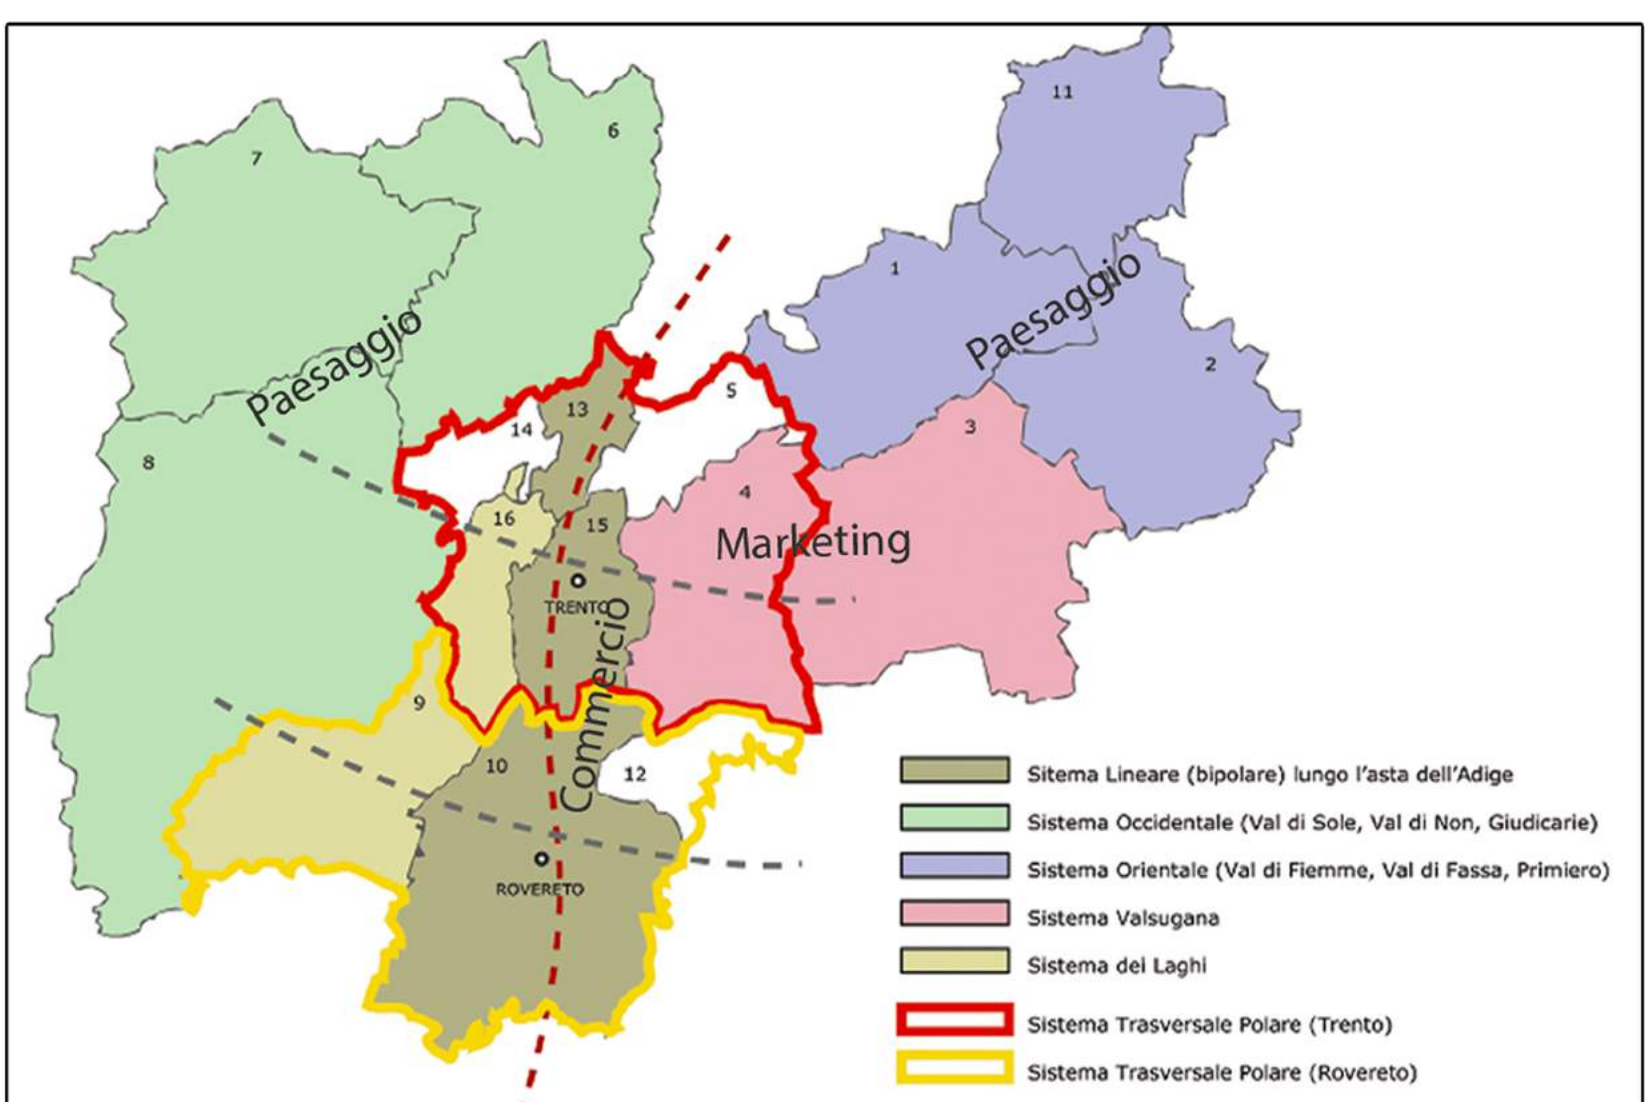 11
6
7
Paesaggio
1
Paesaggio
2
5
13
14
3
8
4
16
15
Marketing
TRENTO
Commercio
9
10
12
ROVERETO
Sitema Lineare (bipolare) lungo l'asta dell'Adige
Sistema Occidentale (Val di Sole, Val di Non, Giudicarie)
Sistema Orientale (Val di Fiemme, Val di Fassa, Primiero)
Sistema Valsugana
Sistema dei Laghi
Sistema Trasversale Polare (Trento)
Sistema Trasversale Polare (Rovereto)